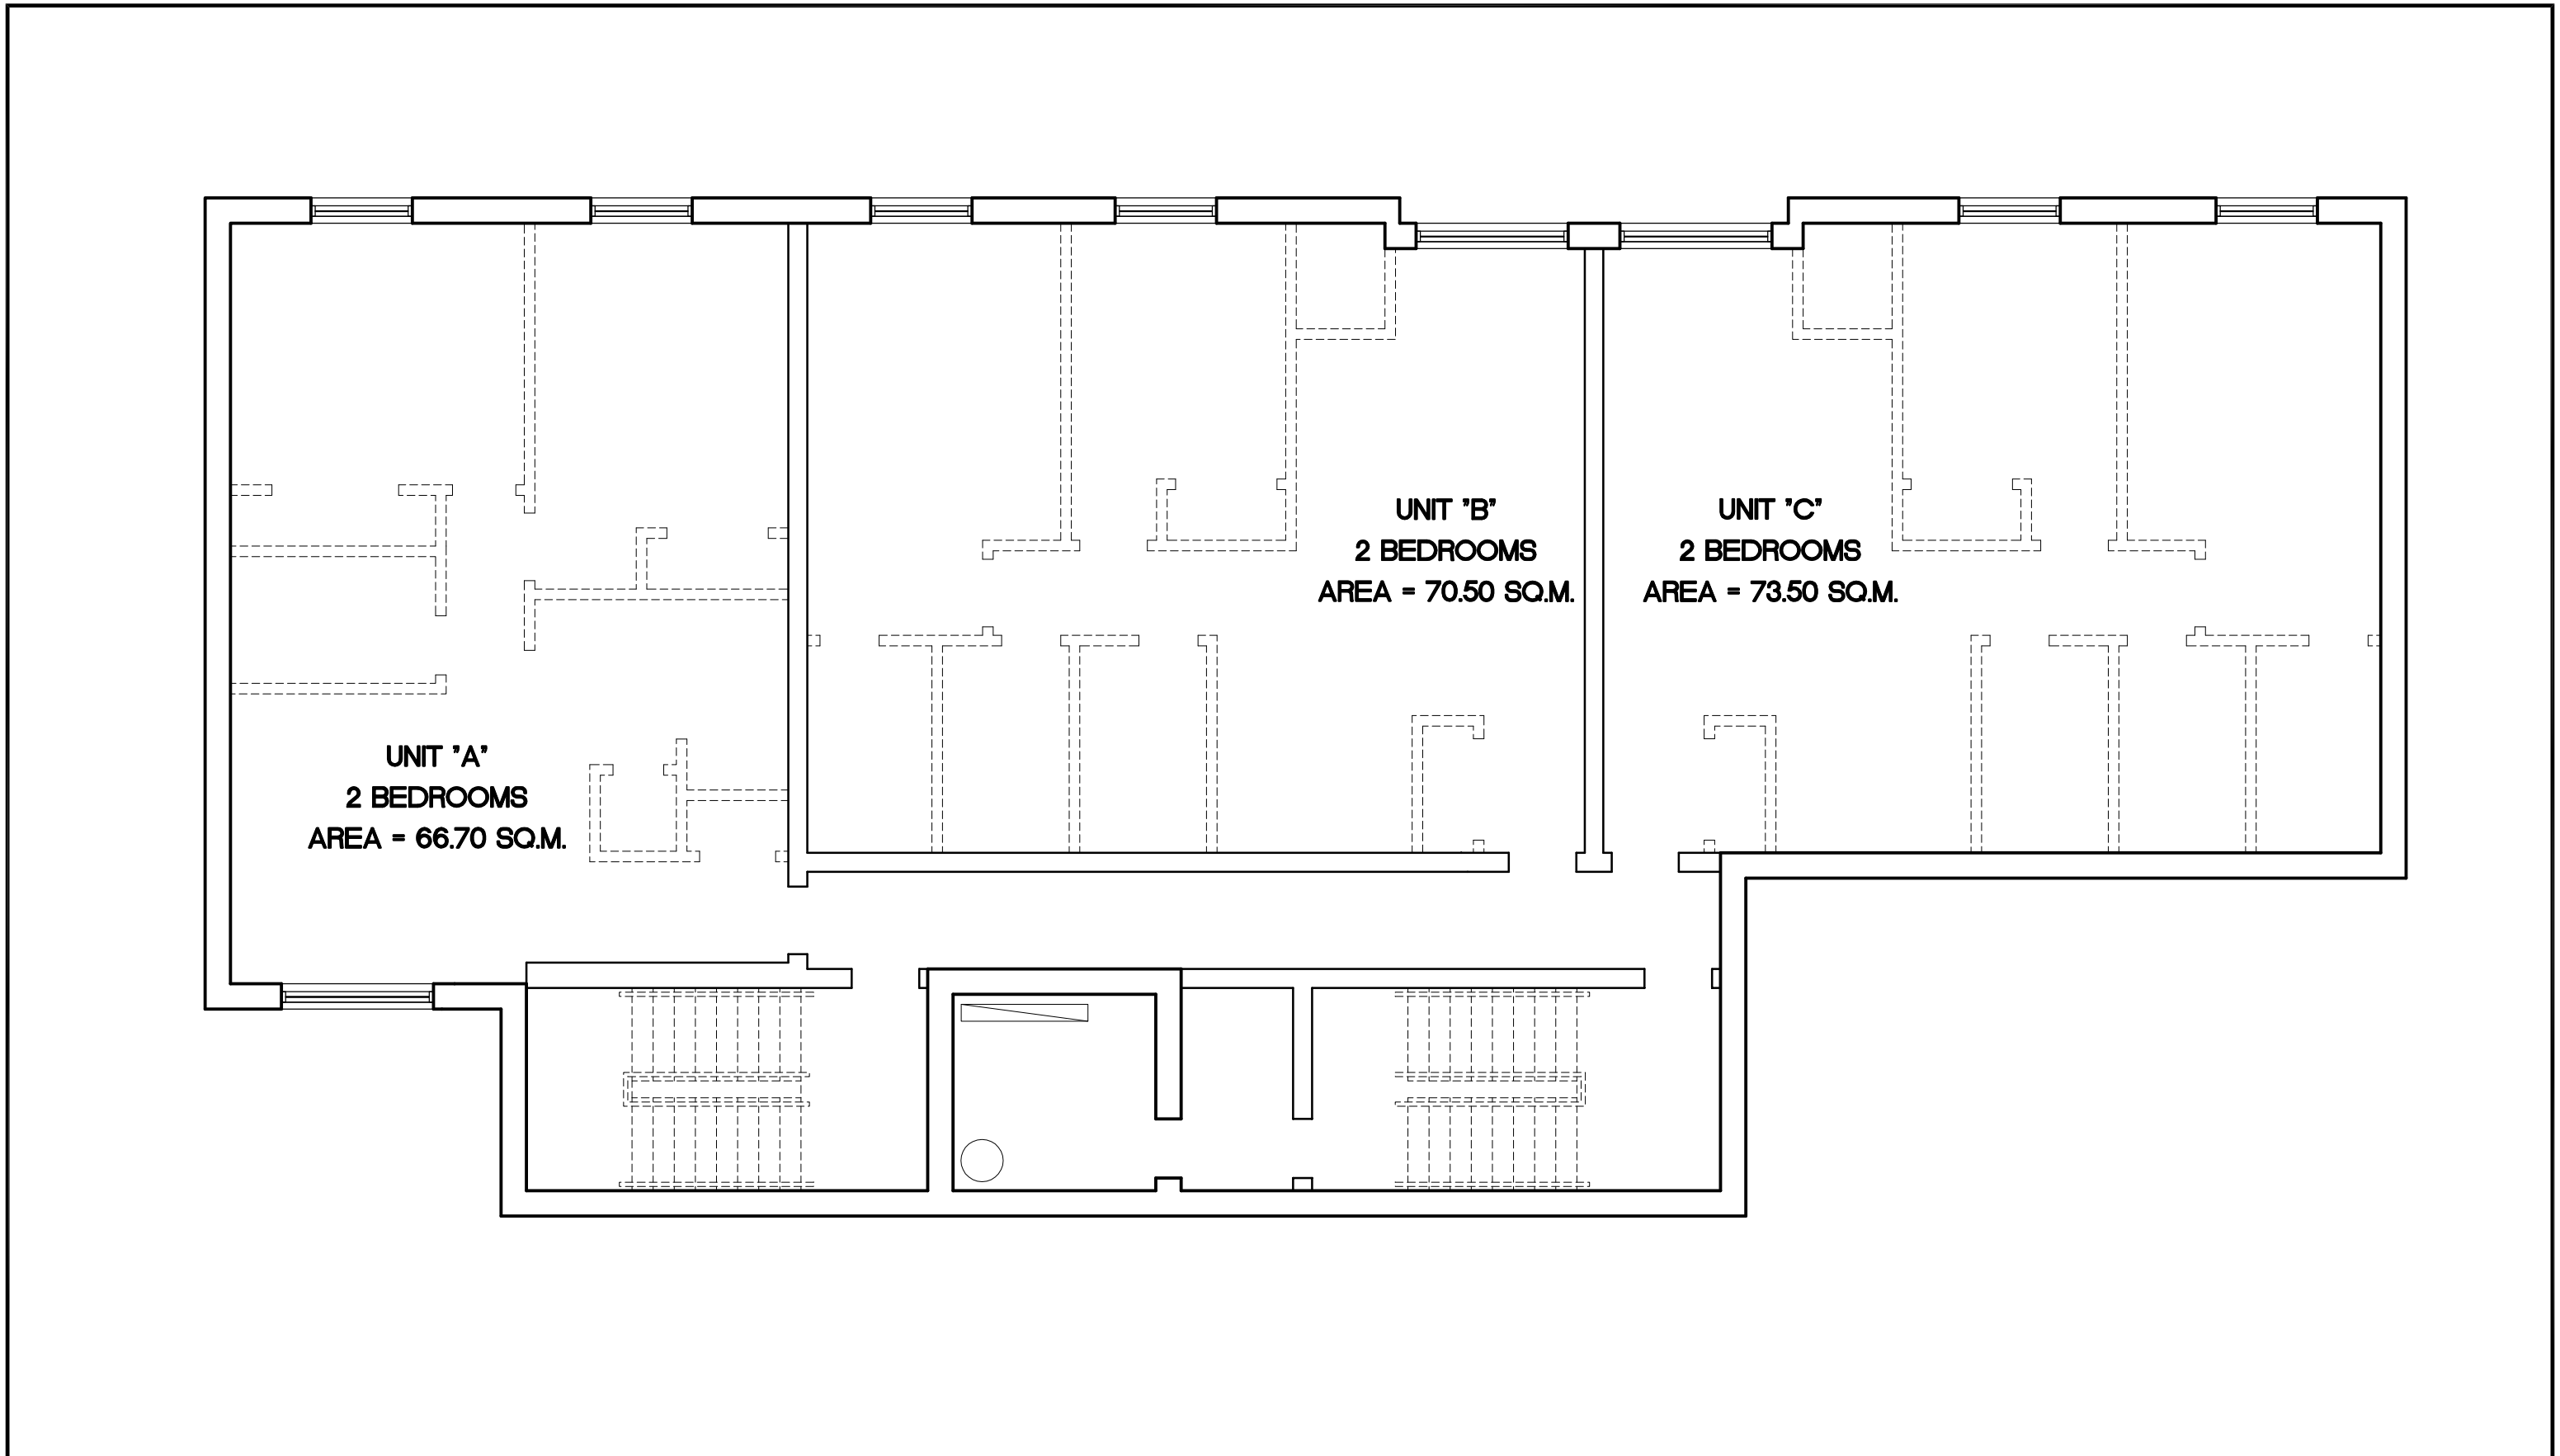 UNIT "A"
2 BEDROOMS
AREA = 66.70 SQ.M.
UNIT "B"
2 BEDROOMS
AREA = 70.50 SQ.M.
UNIT "C"
2 BEDROOMS
AREA = 73.50 SQ.M.